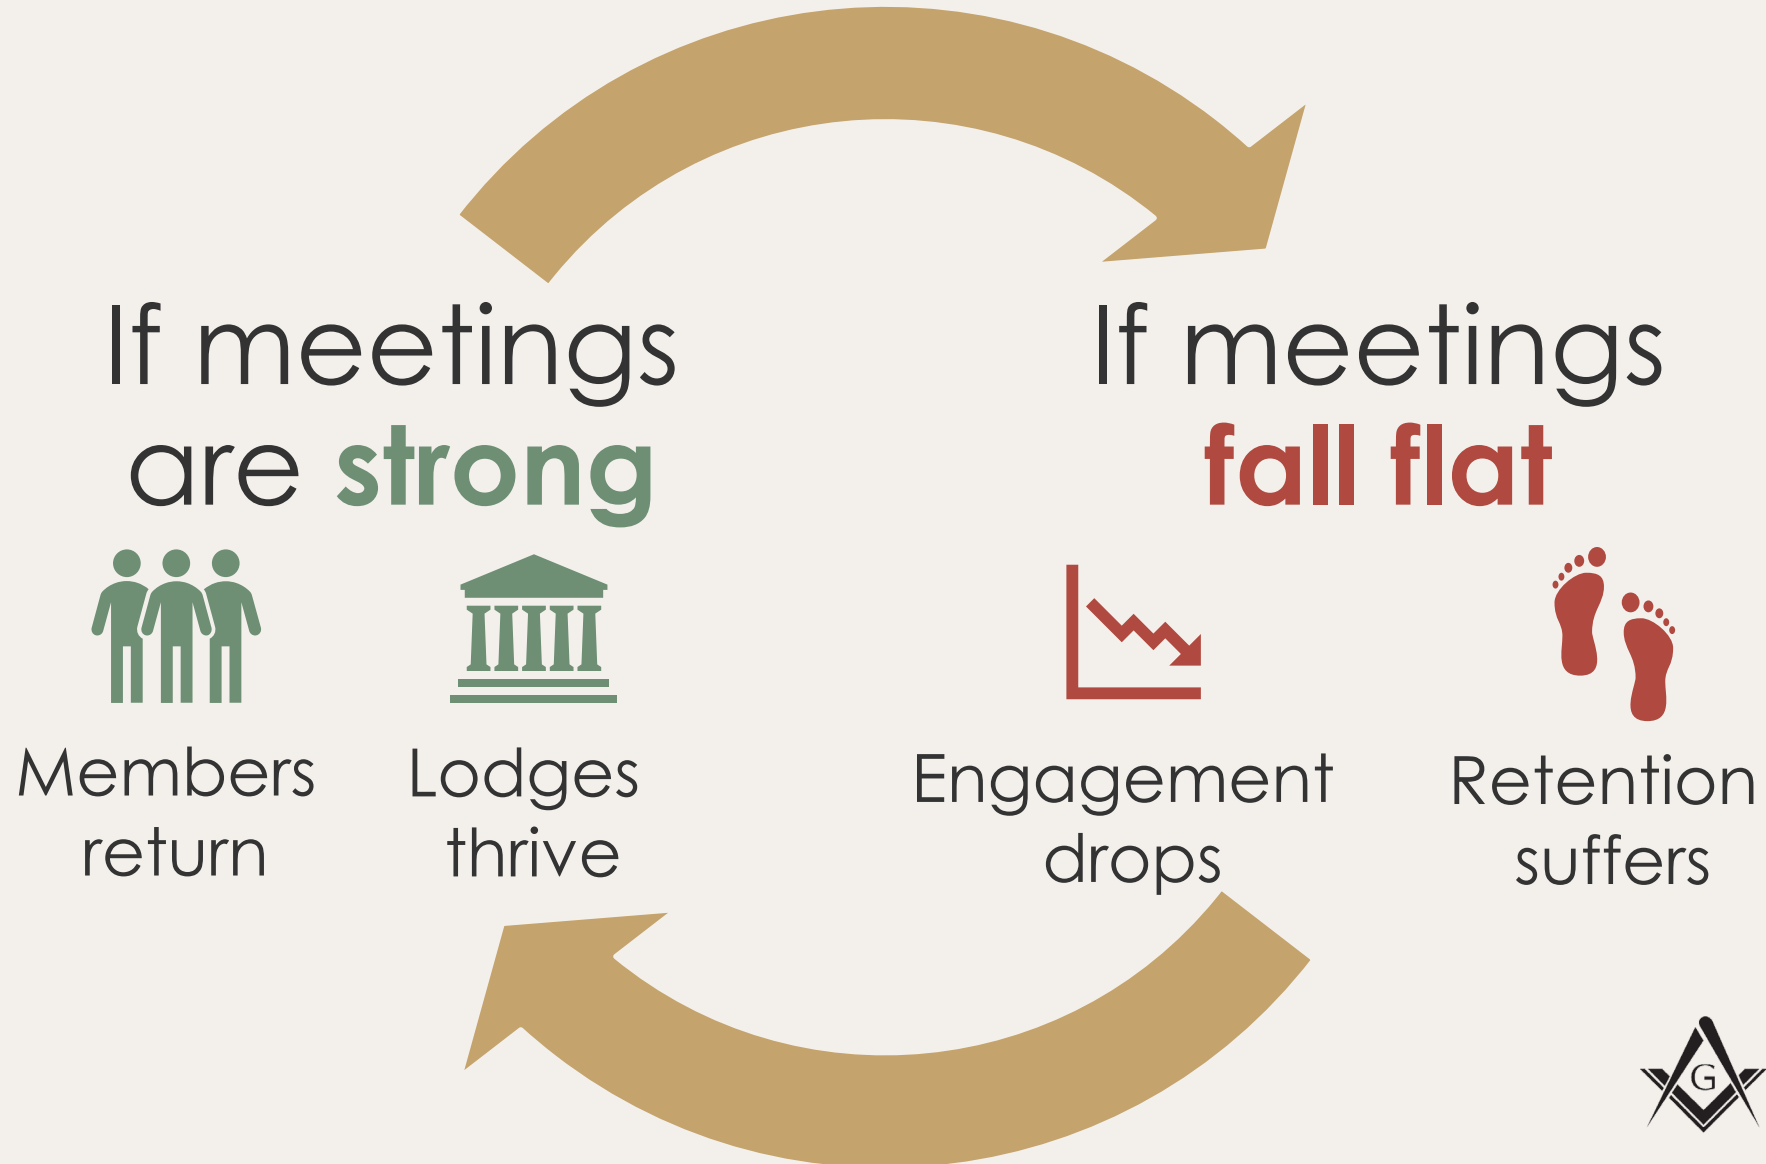 If meetings
are strong
Members
return
Lodges
thrive
If meetings
fall flat
Engagement
drops
Retention
suffers
G